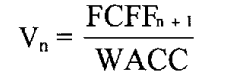 Vn = FCFFn + 1
WACC